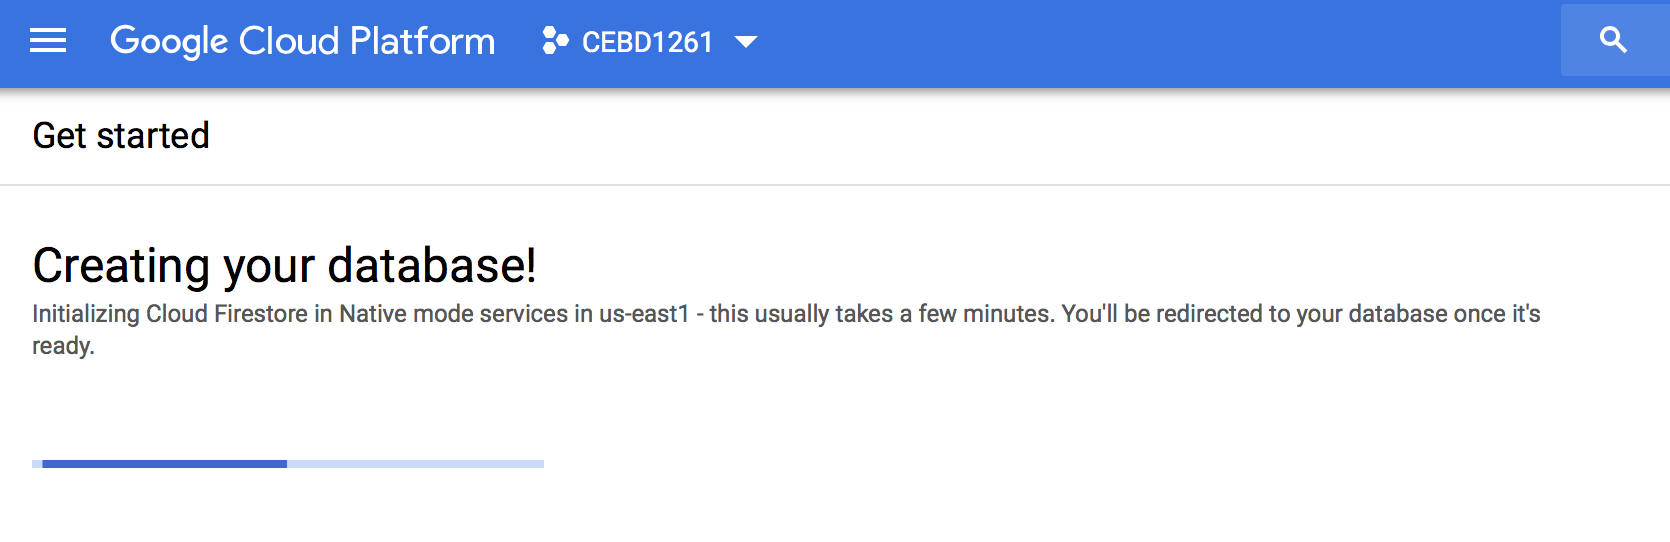 Google Cloud Platform CEBD1261
Get started
Creating your database!
Initializing Cloud Firestore in Native mode services in us-east1 - this usually takes a few minutes. You'll be redirected to your database once it's
ready.